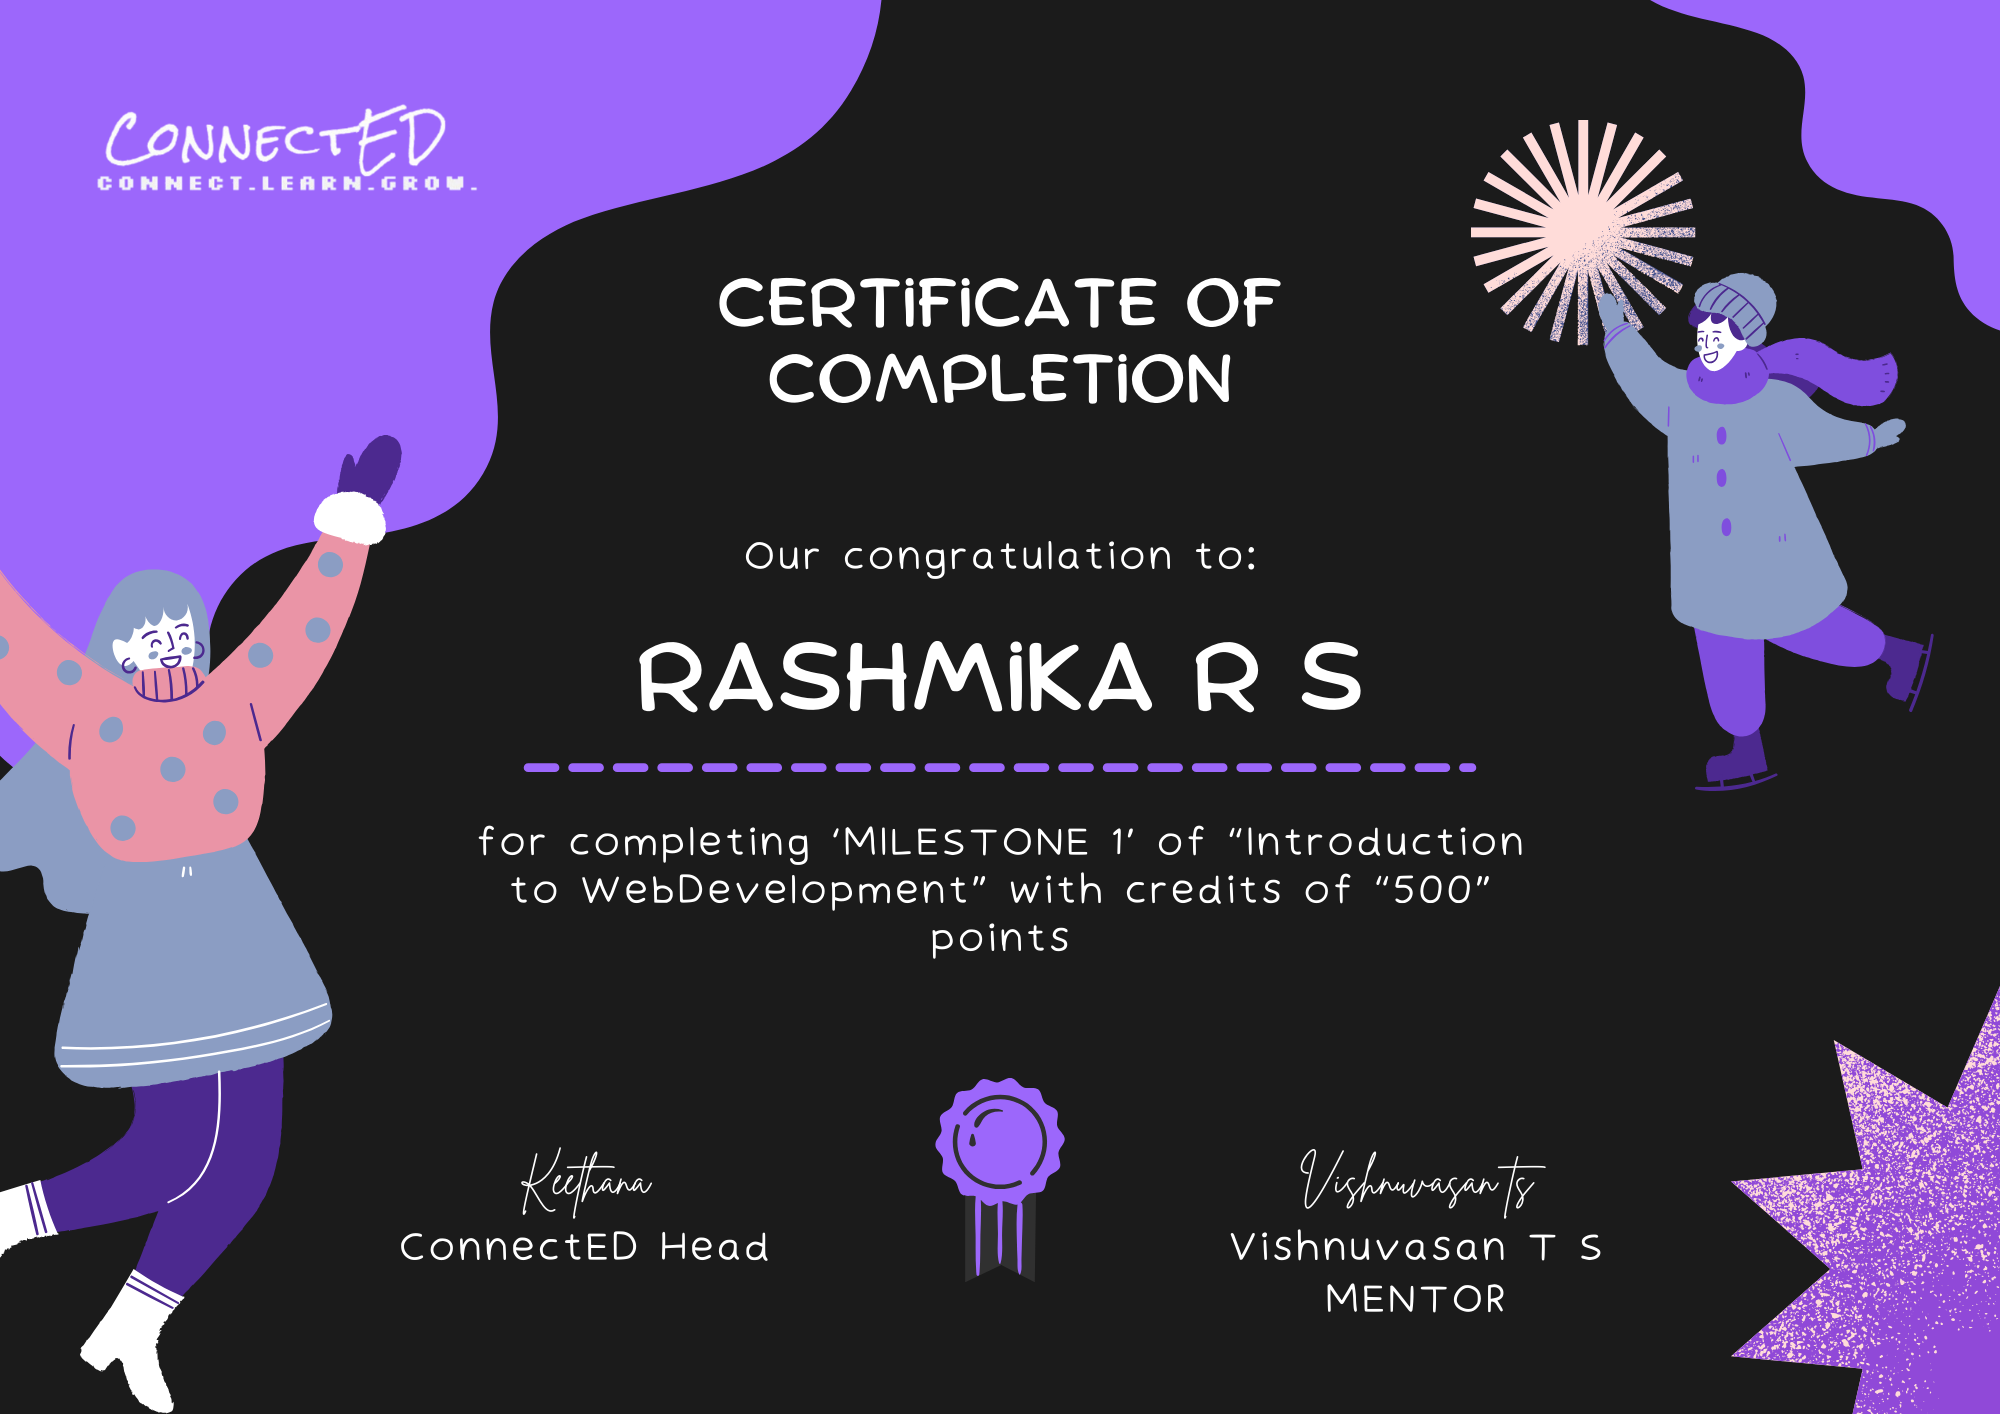 CONNECTED
CONNECT.LEARN.GROW.
CERTiFiCATE OF
COMPLETiON
Our congratulation to:
RASHMiKA R S
for completing ‘MILESTONE 1’ of “Introduction
to WebDevelopment” with credits of “500”
points
Keethana
ConnectED Head
Vishnuvasan T S
Vishnuvasan T S
MENTOR